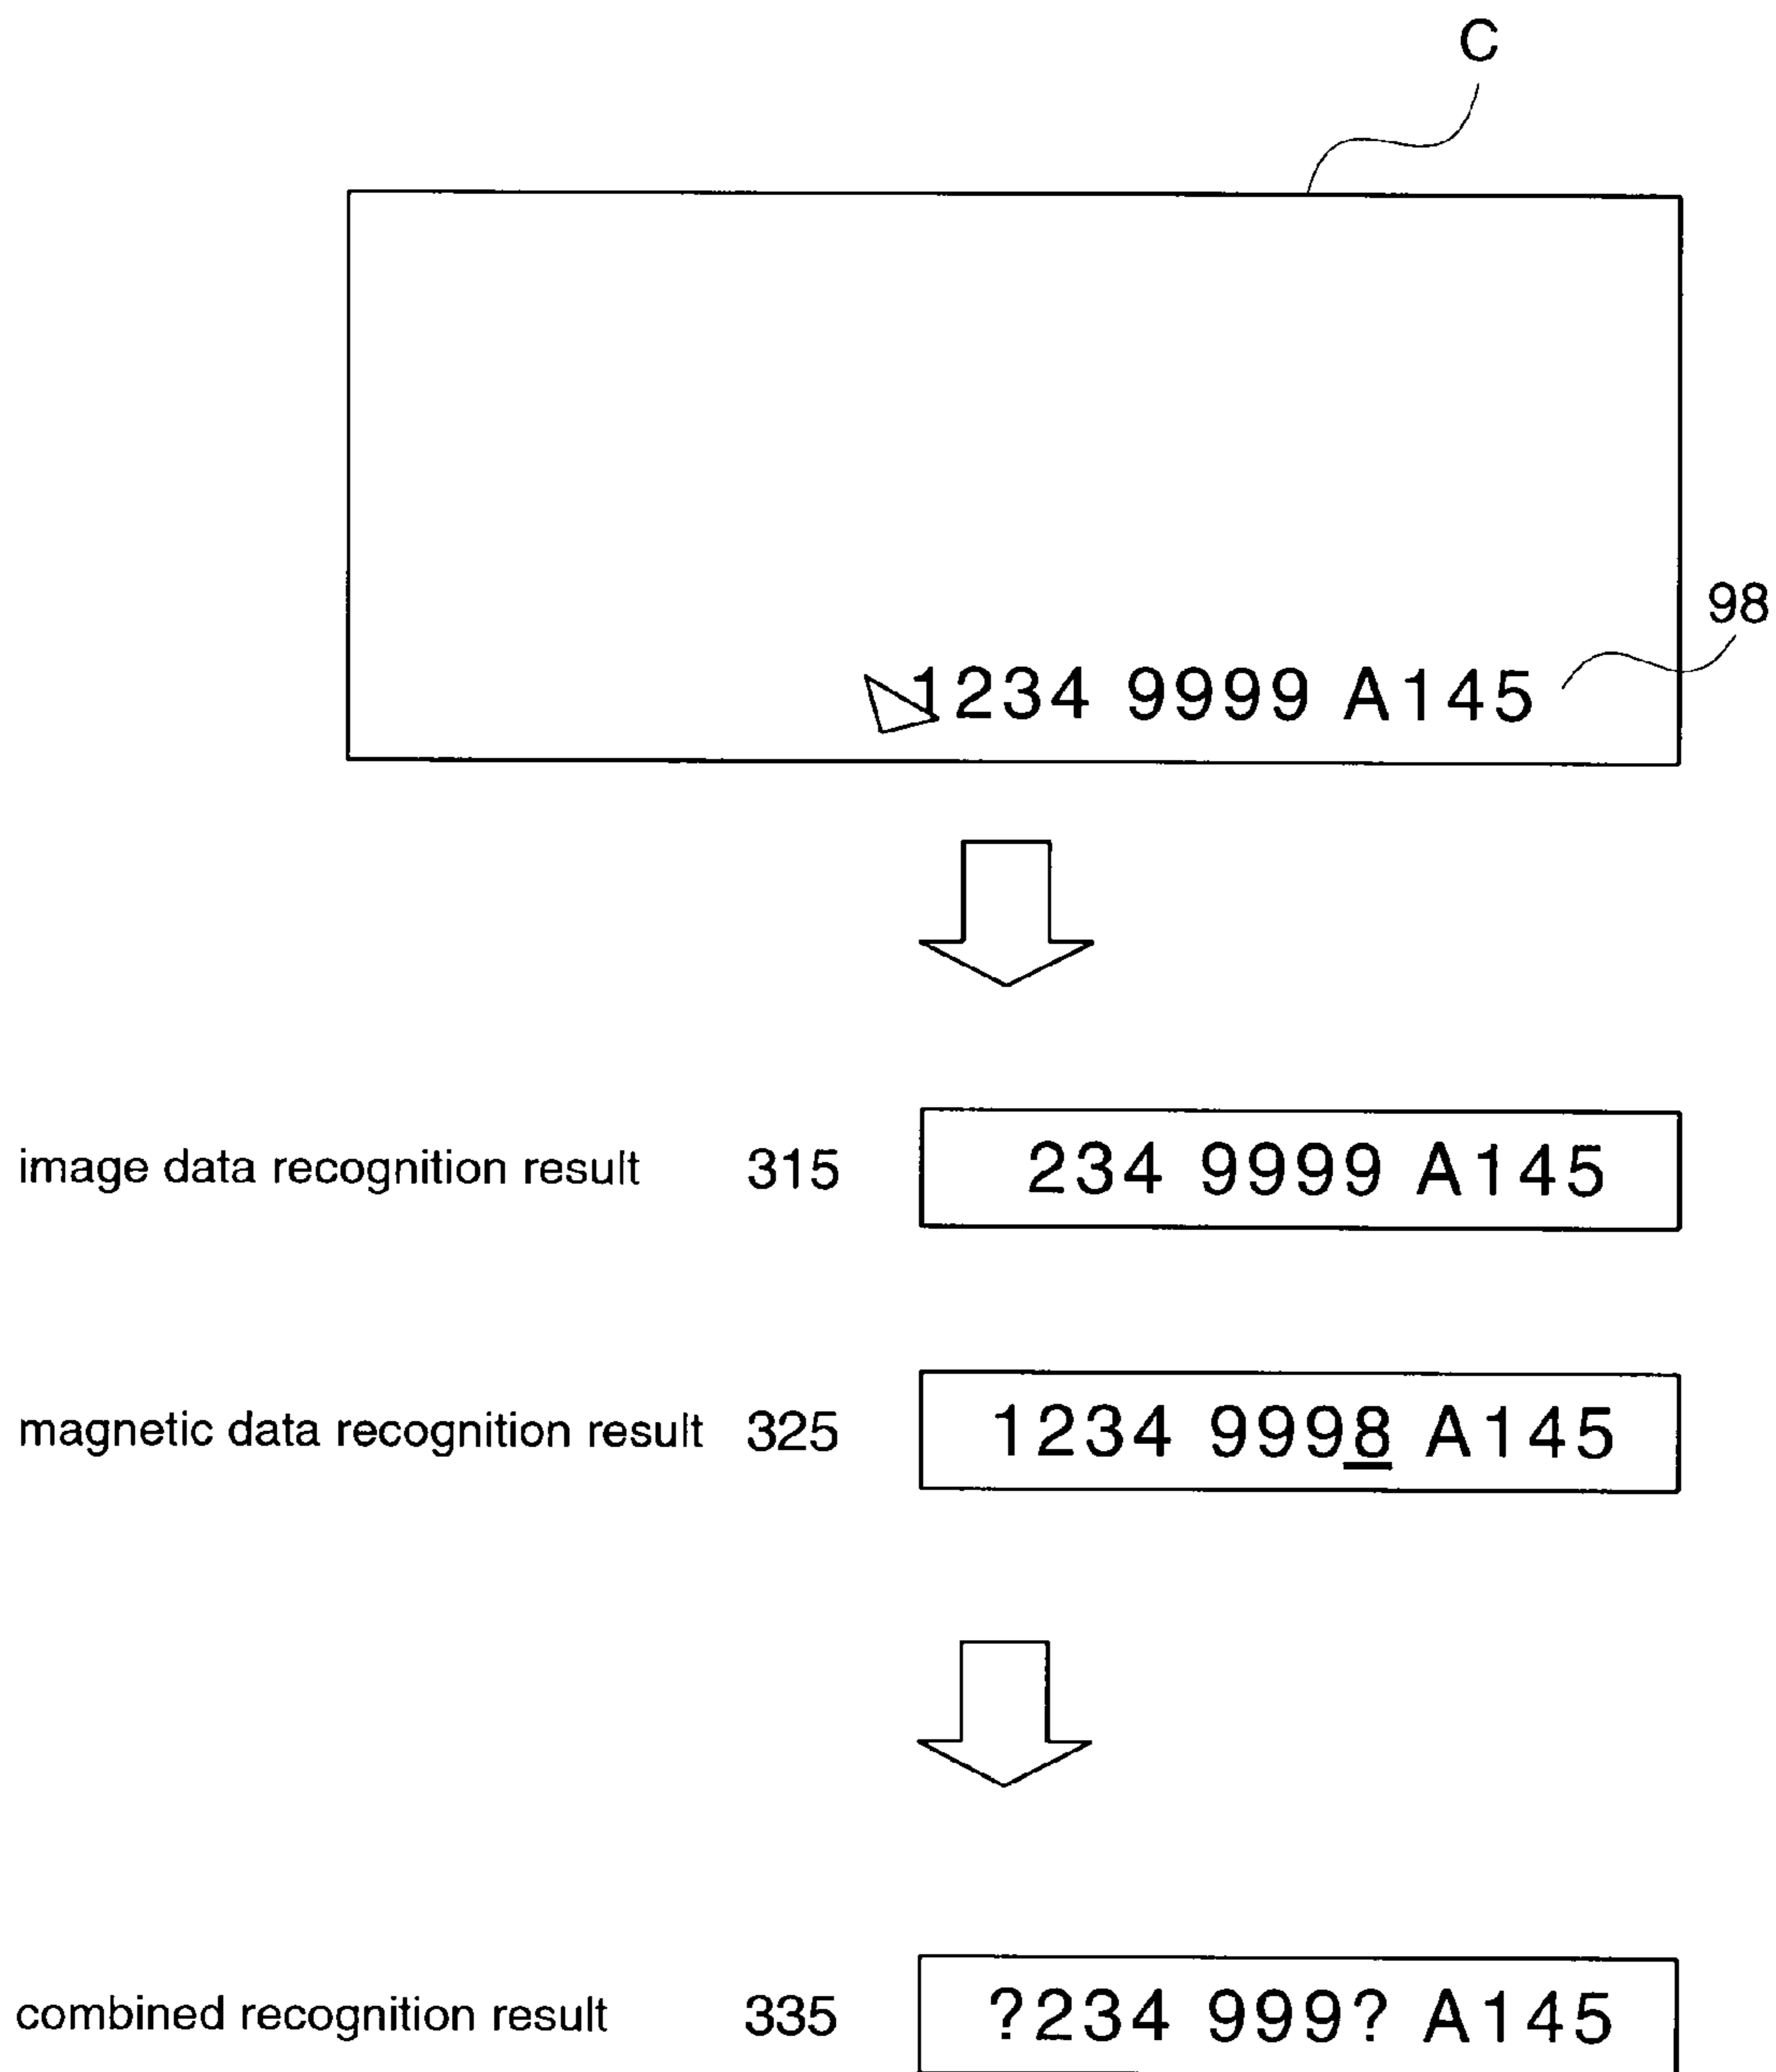 C
98
1234 9999 A145
image data recognition result 315 234 9999 A145
magnetic data recognition result 325 1234 9998 A145
combined recognition result 335 ?234 999? A145